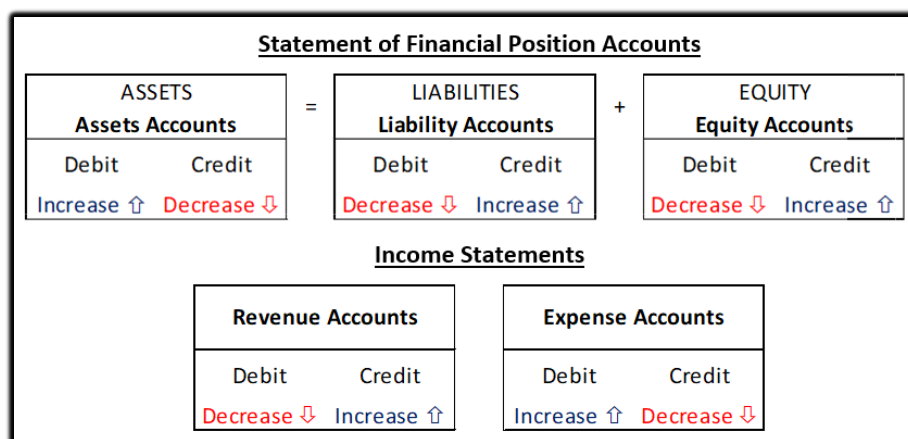 Statement of Financial Position Accounts
ASSETS = LIABILITIES + EQUITY
Assets Accounts Liability Accounts Equity Accounts
Debit Credit Debit Credit Debit Credit
Increase ⇧ Decrease ⇩ Decrease ⇩ Increase ⇧ Decrease ⇩ Increase ⇧
Income Statements
Revenue Accounts Expense Accounts
Debit Credit Debit Credit
Decrease ⇩ Increase ⇧ Increase ⇧ Decrease ⇩